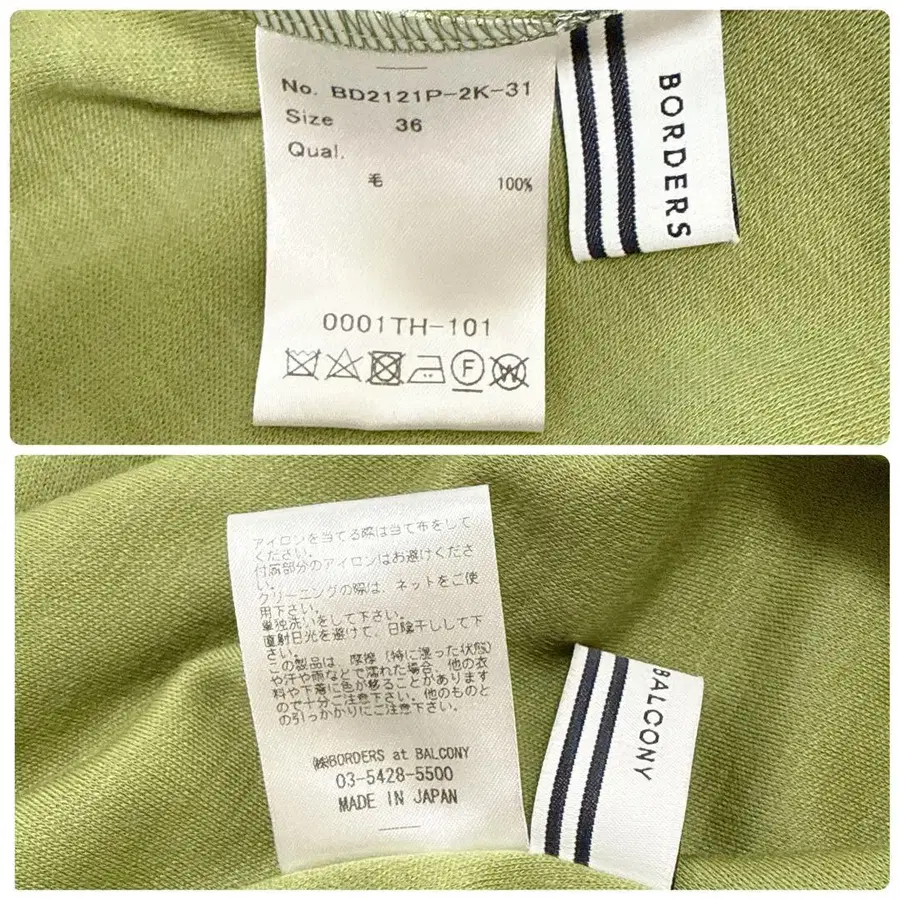 No. BD2121P-2K-31
Size 36
Qual.
毛 100%
0001TH-101
F W
BORDERS
アイロンを当てる際は当て布をして
ください。
付属部分のアイロンはお避けくださ
い。
クリーニングの際は、ネットをご使
用下さい。
単独洗いをして下さい。
直射日光を避けて、日陰干しして下
さい。
この製品は、摩擦(特に湿った状態)
や汗や雨などで濡れた場合、他の衣
料や下着に色が移ることがあります
ので十分ご注意下さい。他のものと
の引っかかりにご注意下さい。
㈱BORDERS at BALCONY
03-5428-5500
MADE IN JAPAN
BALCONY